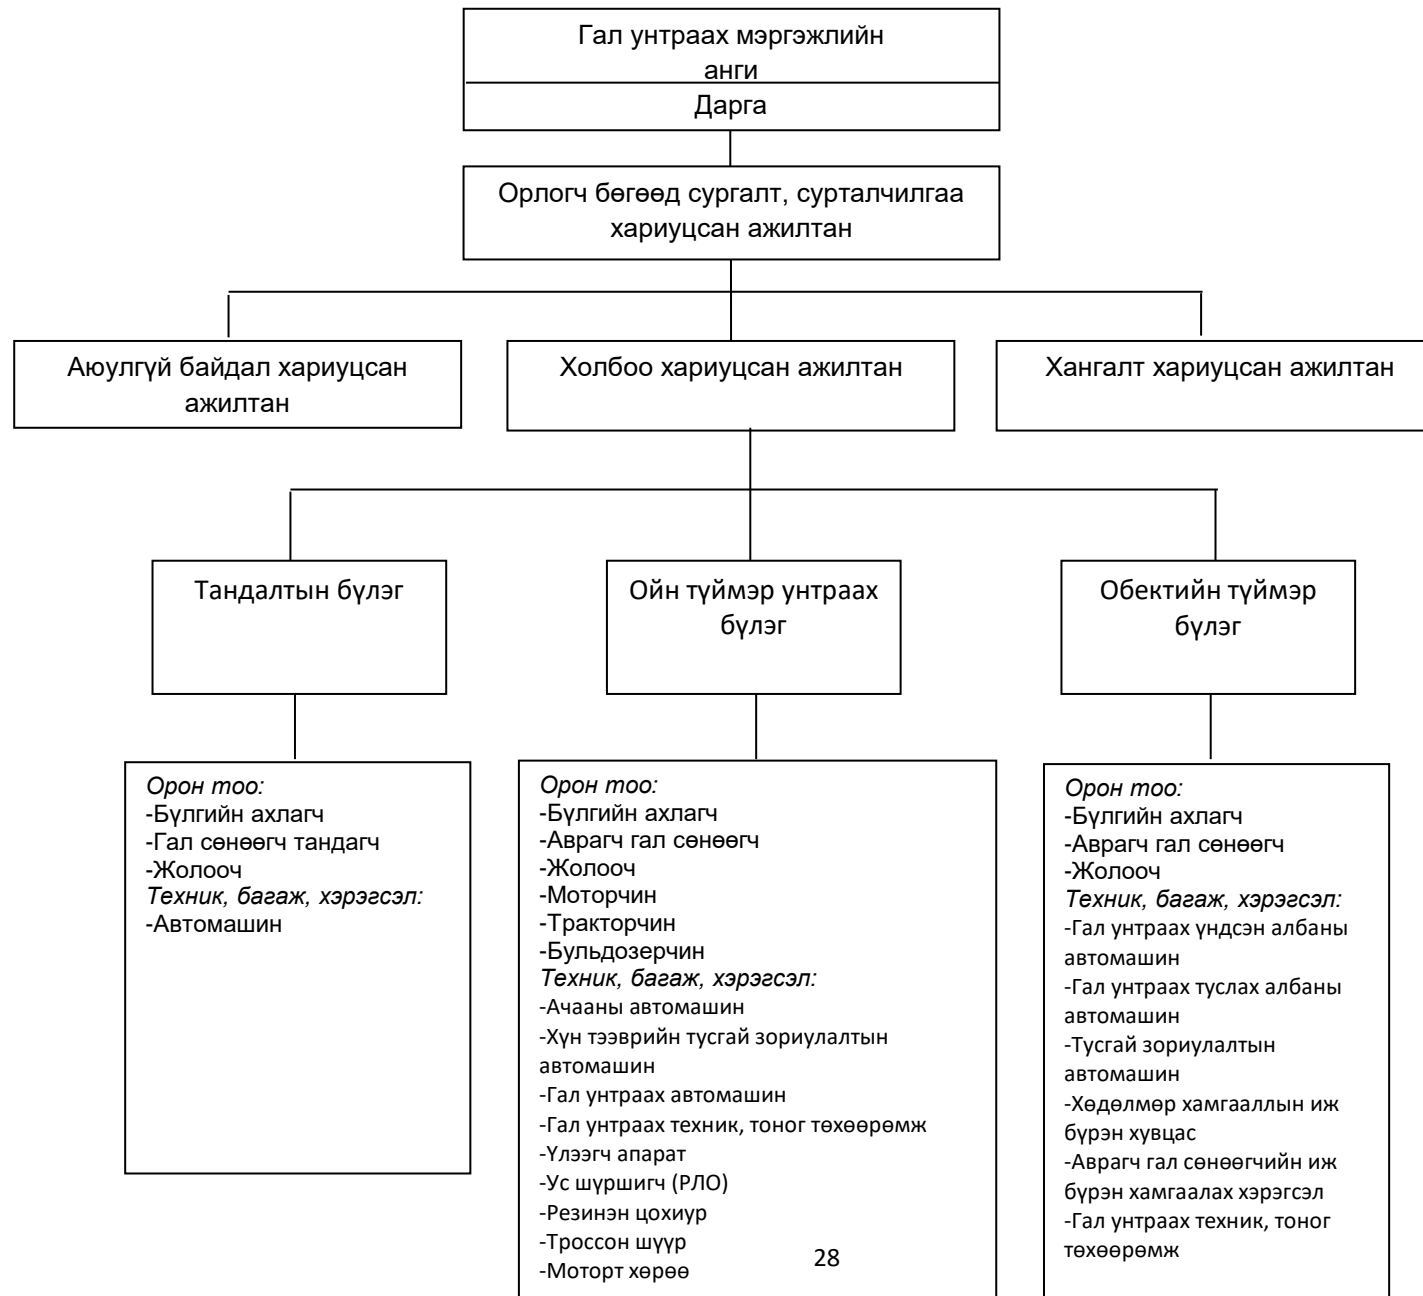 Гал унтраах мэргэжлийн
анги
Дарга
Орлогч бөгөөд сургалт, сурталчилгаа
хариуцсан ажилтан
Аюулгүй байдал хариуцсан
ажилтан
Холбоо хариуцсан ажилтан
Хангалт хариуцсан ажилтан
Тандалтын бүлэг
Ойн түймэр унтраах
бүлэг
Обектийн түймэр
бүлэг
Орон тоо:
-Бүлгийн ахлагч
-Гал сөнөөгч тандагч
-Жолооч
Техник, багаж, хэрэгсэл:
-Автомашин
Орон тоо:
-Бүлгийн ахлагч
-Аврагч гал сөнөөгч
-Жолооч
-Моторчин
-Тракторчин
-Бульдозерчин
Техник, багаж, хэрэгсэл:
-Ачааны автомашин
-Хүн тээврийн тусгай зориулалтын
автомашин
-Гал унтраах автомашин
-Гал унтраах техник, тоног төхөөрөмж
-Үлээгч апарат
-Ус шүршигч (РЛО)
-Резинэн цохиур
-Троссон шүүр
-Моторт хөрөө
Орон тоо:
-Бүлгийн ахлагч
-Аврагч гал сөнөөгч
-Жолооч
Техник, багаж, хэрэгсэл:
-Гал унтраах үндсэн албаны
автомашин
-Гал унтраах туслах албаны
автомашин
-Тусгай зориулалтын
автомашин
-Хөдөлмөр хамгааллын иж
бүрэн хувцас
-Аврагч гал сөнөөгчийн иж
бүрэн хамгаалах хэрэгсэл
-Гал унтраах техник, тоног
төхөөрөмж
28